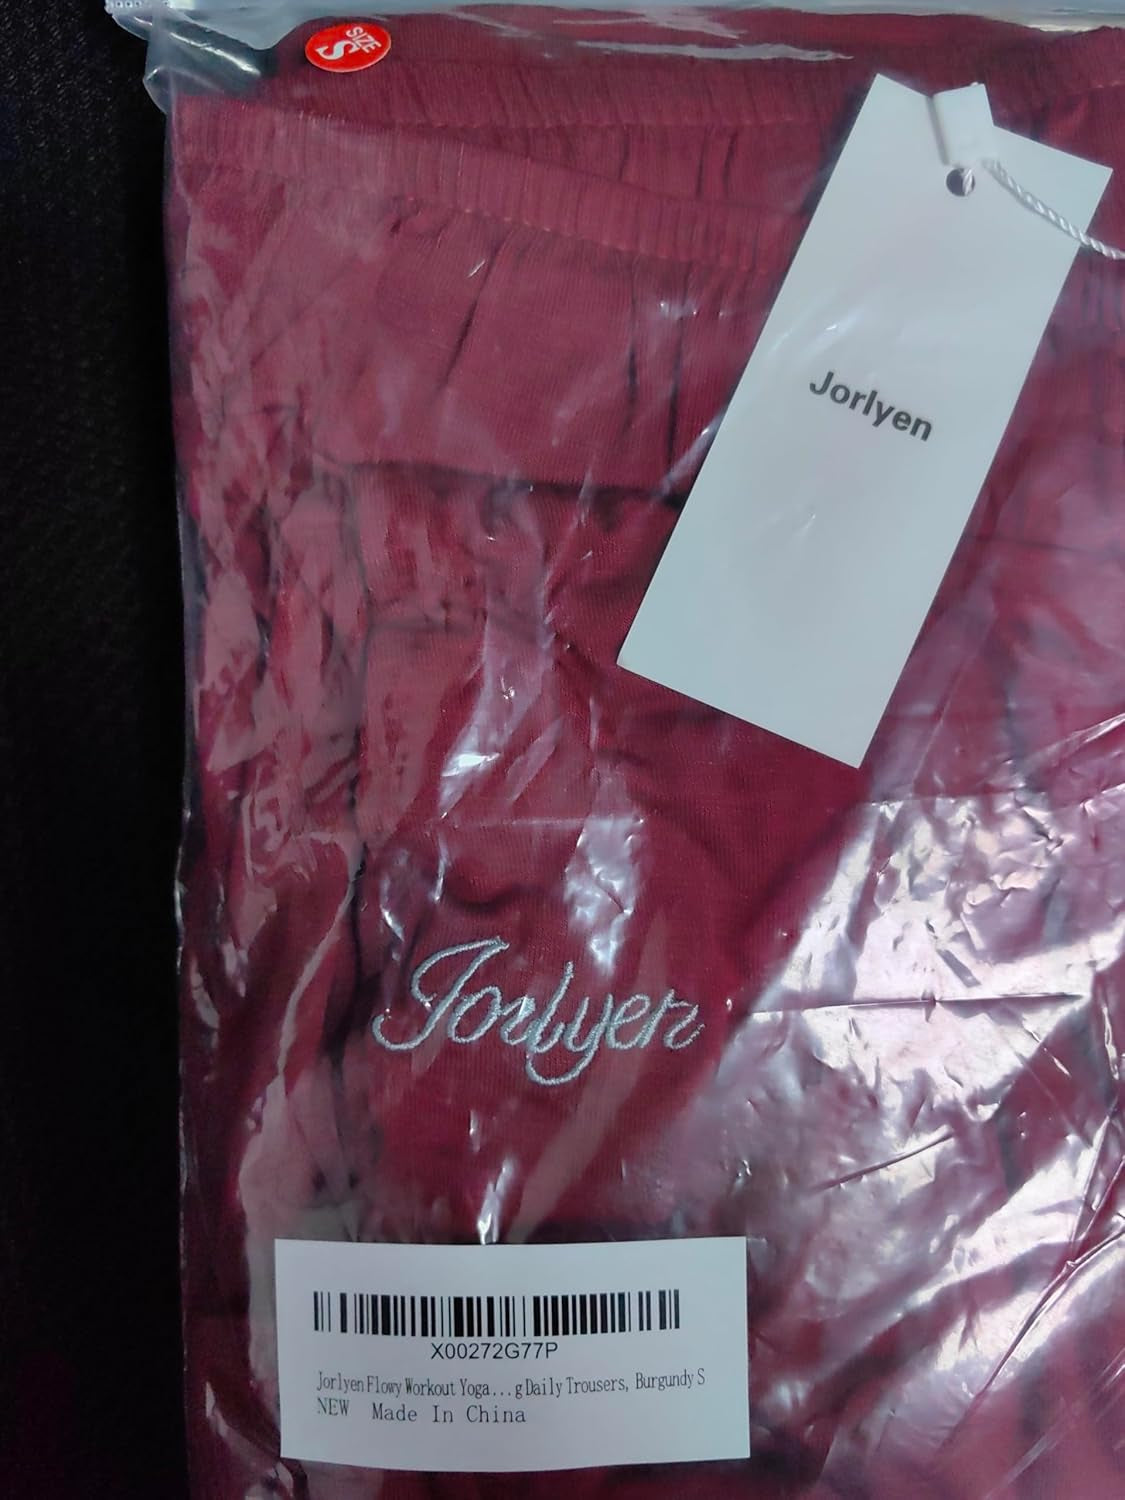 SIZE
S
Jorlyen
Jorlyen
X00272G77P
Jorlyen Flowy Workout Yoga...g Daily Trousers, Burgundy S
NEW Made In China